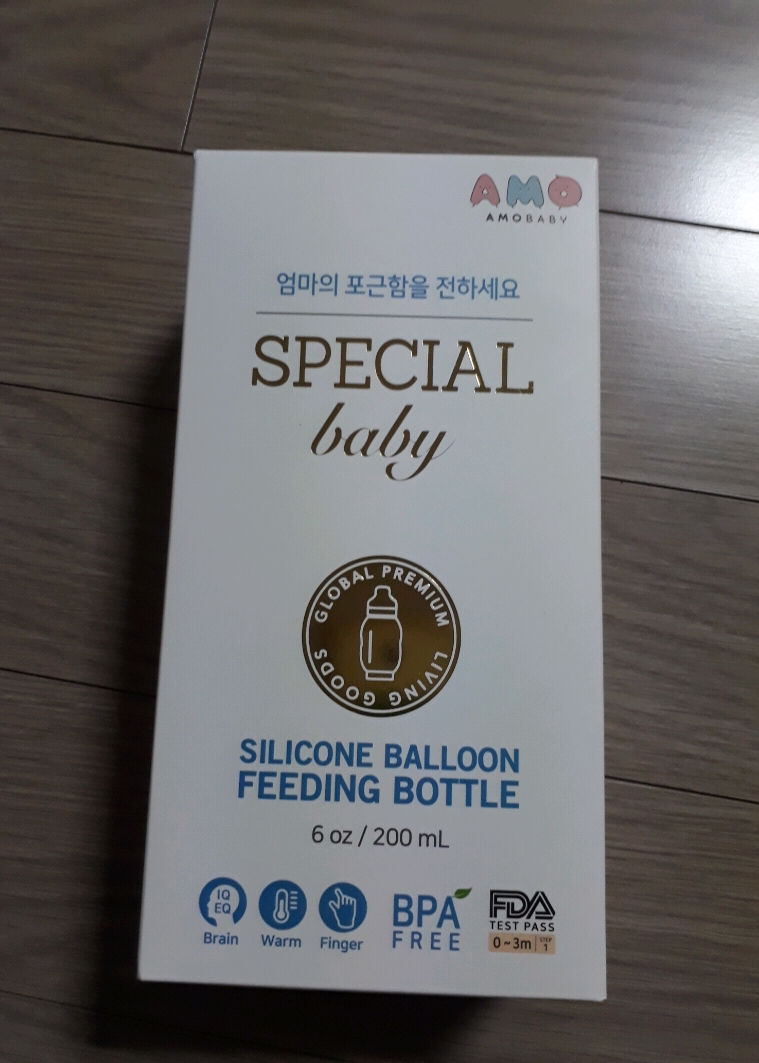 AMO
AMOBABY
엄마의 포근함을 전하세요
SPECIAL
baby
GLOBAL PREMIUM
LIVING GOODS
SILICONE BALLOON
FEEDING BOTTLE
6 oz / 200 mL
IQ
EQ
Brain
Warm
Finger
BPA
FREE
FDA
TEST PASS
0~3m STEP 1